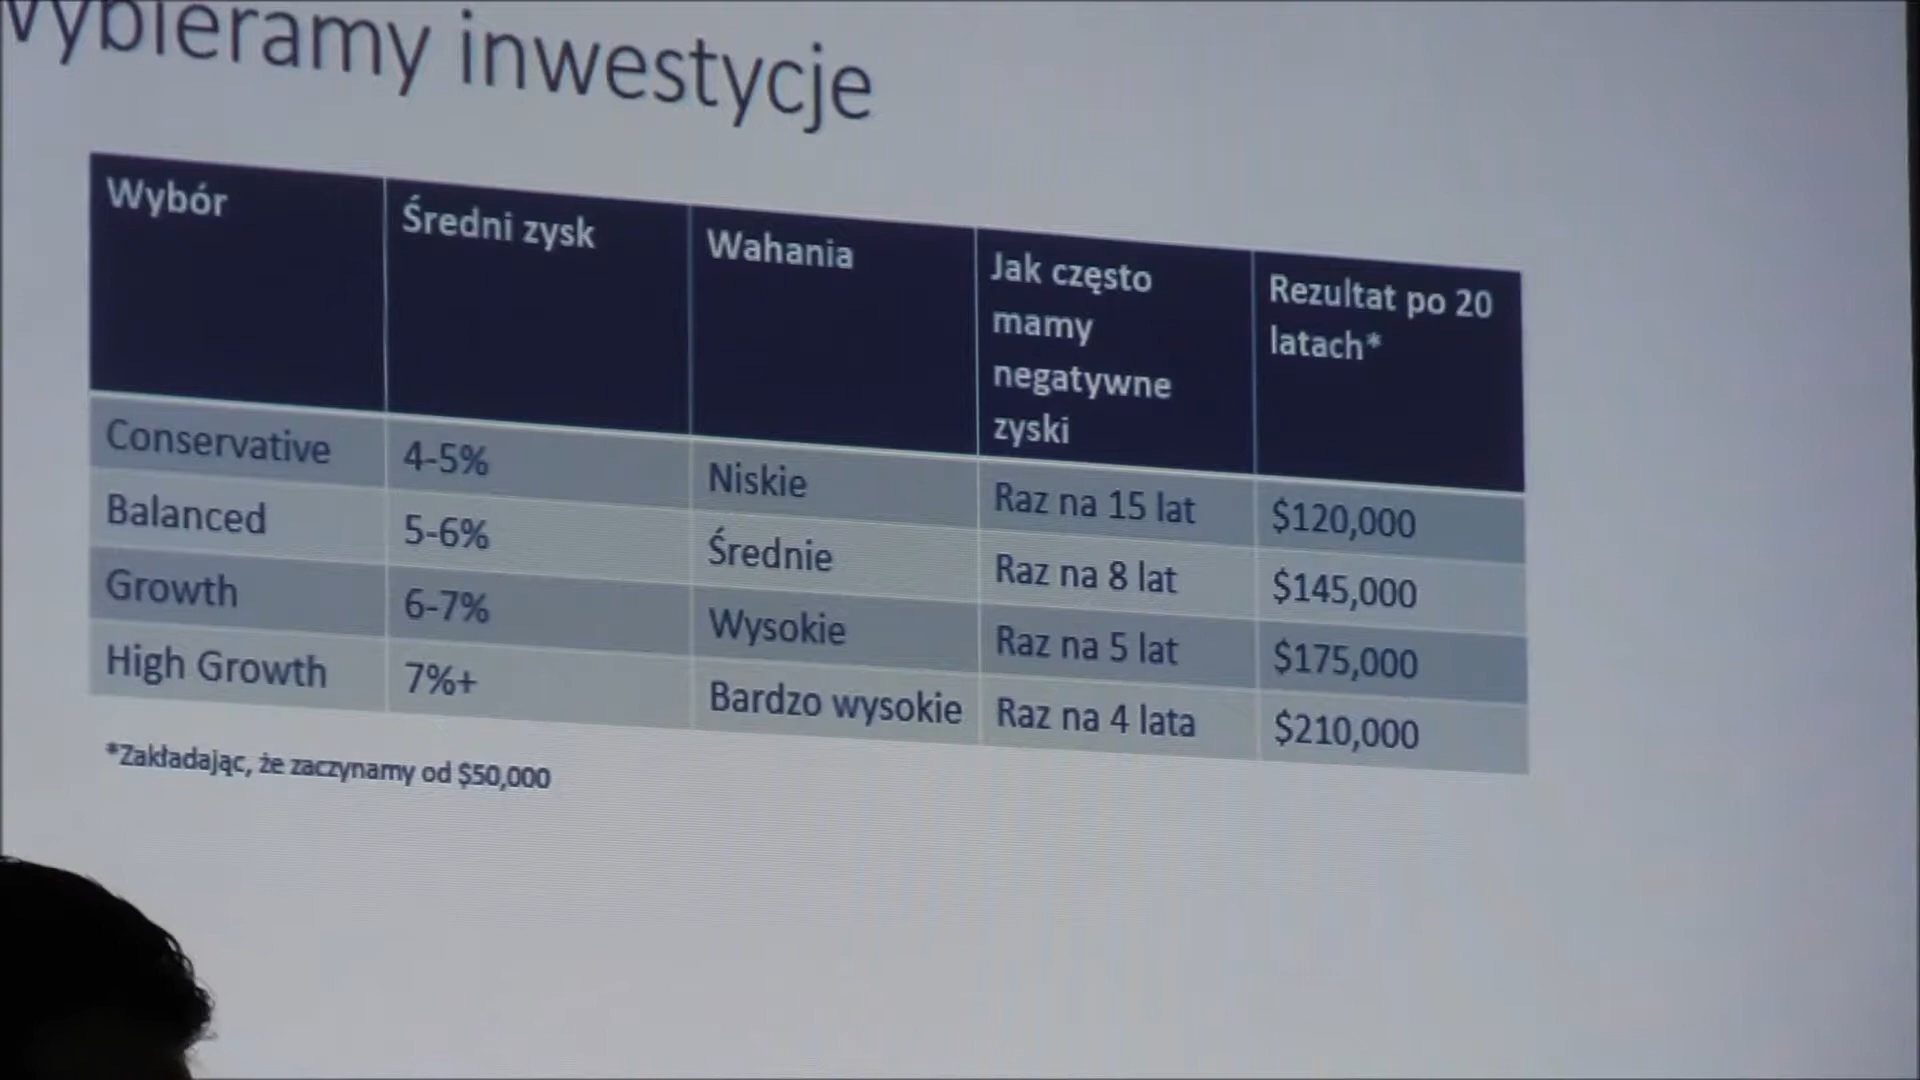 Wybieramy inwestycje
Wybór
Średni zysk
Wahania
Jak często
mamy
negatywne
zyski
Rezultat po 20
latach*
Conservative
4-5%
Niskie
Raz na 15 lat
$120,000
Balanced
5-6%
Średnie
Raz na 8 lat
$145,000
Growth
6-7%
Wysokie
Raz na 5 lat
$175,000
High Growth
7%+
Bardzo wysokie
Raz na 4 lata
$210,000
*Zakładając, że zaczynamy od $50,000